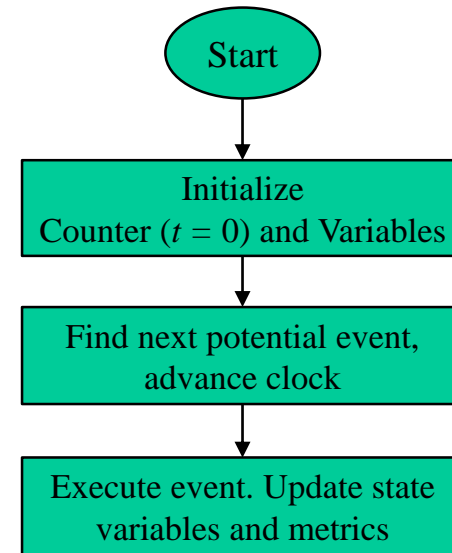 Start
Initialize
Counter (t = 0) and Variables
Find next potential event,
advance clock
Execute event. Update state
variables and metrics